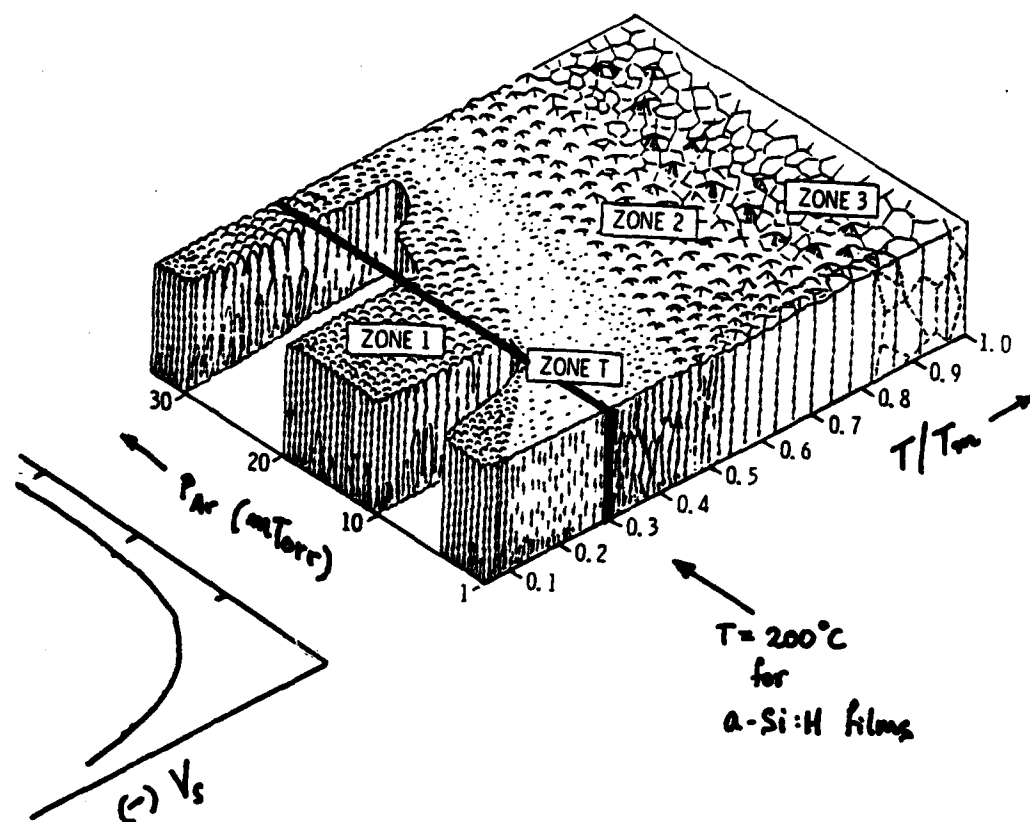 ZONE 3
ZONE 2
ZONE 1
ZONE T
30
20
10
1
0.1
0.2
0.3
0.4
0.5
0.6
0.7
0.8
0.9
1.0
T/Tm
PAr (mTorr)
T = 200°C
for
a-Si:H films
(-) Vs